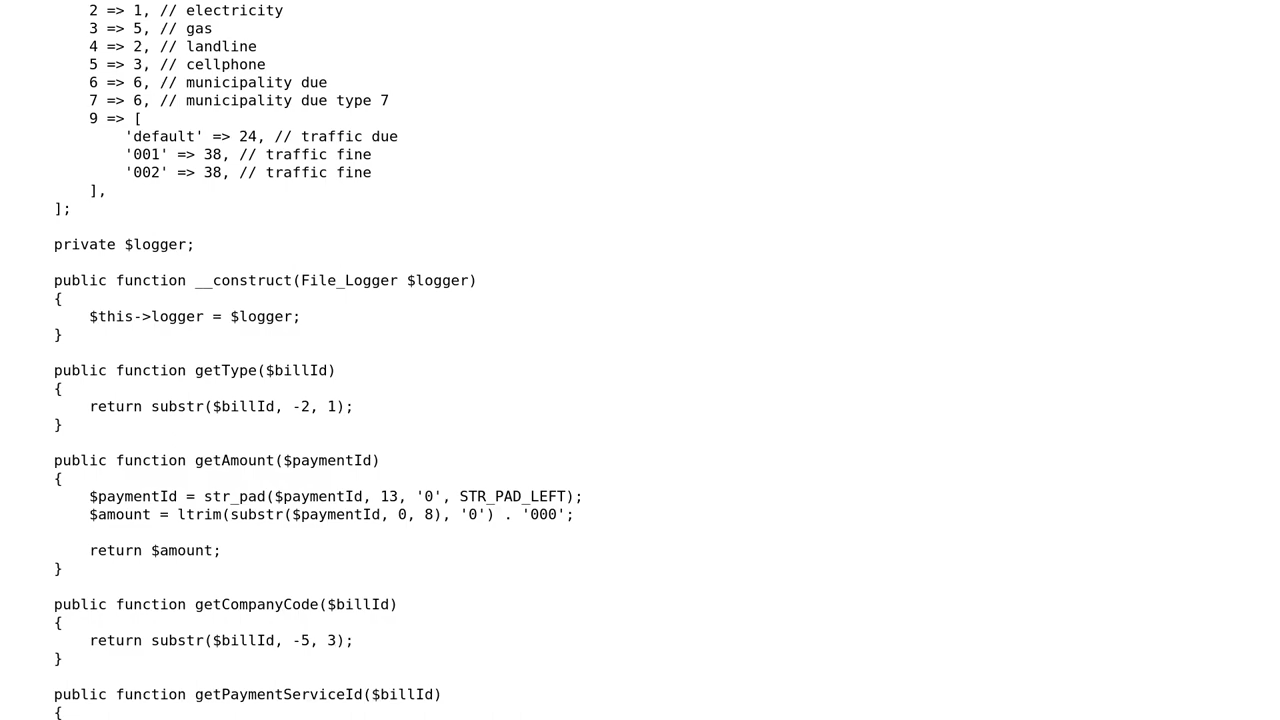 2 => 1, // electricity
    3 => 5, // gas
    4 => 2, // landline
    5 => 3, // cellphone
    6 => 6, // municipality due
    7 => 6, // municipality due type 7
    9 => [
        'default' => 24, // traffic due
        '001' => 38, // traffic fine
        '002' => 38, // traffic fine
    ],
];

private $logger;

public function __construct(File_Logger $logger)
{
    $this->logger = $logger;
}

public function getType($billId)
{
    return substr($billId, -2, 1);
}

public function getAmount($paymentId)
{
    $paymentId = str_pad($paymentId, 13, '0', STR_PAD_LEFT);
    $amount = ltrim(substr($paymentId, 0, 8), '0') . '000';

    return $amount;
}

public function getCompanyCode($billId)
{
    return substr($billId, -5, 3);
}

public function getPaymentServiceId($billId)
{